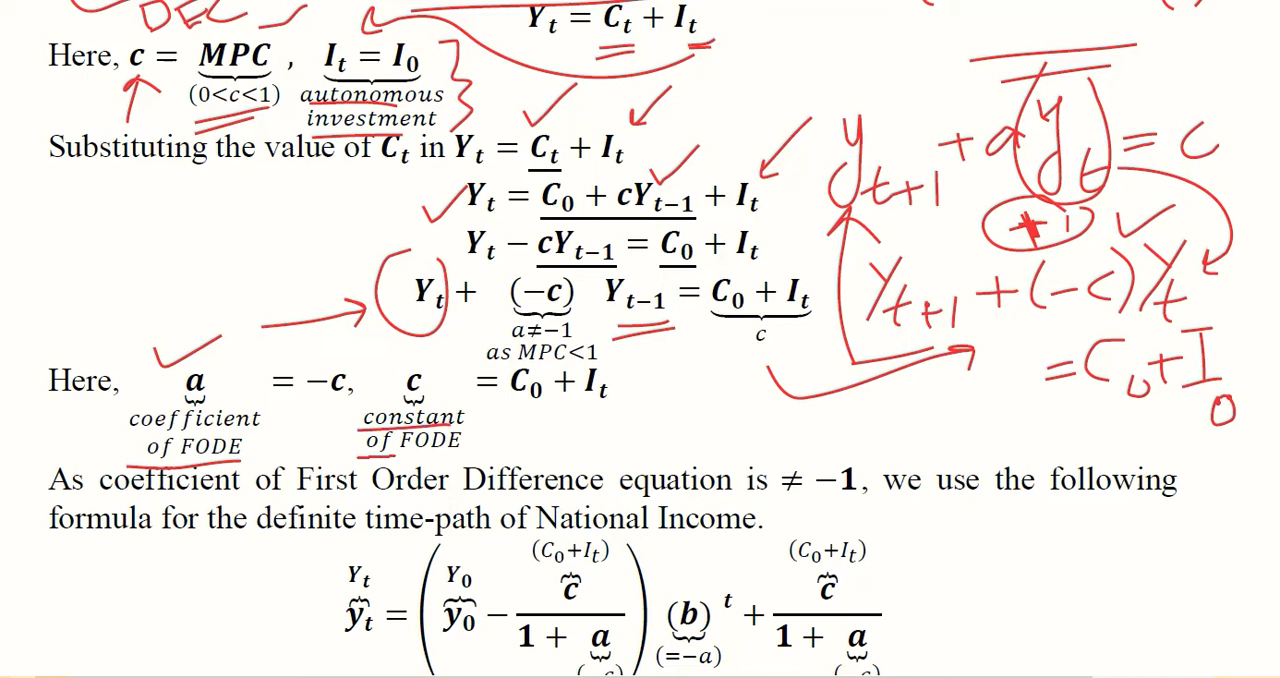 DEC
Yₜ = Cₜ + Iₜ
Here, c = MPC , Iₜ = I₀
(0<c<1) autonomous
investment
Substituting the value of Cₜ in Yₜ = Cₜ + Iₜ
Yₜ = C₀ + cYₜ₋₁ + Iₜ
Yₜ − cYₜ₋₁ = C₀ + Iₜ
Yₜ + (−c) Yₜ₋₁ = C₀ + Iₜ
a≠−1 c
as MPC<1
yₜ₊₁ + a yₜ = c
+1
Yₜ₊₁ + (−c) Yₜ
= C₀ + I₀
Here, a = −c, c = C₀ + Iₜ
coefficient constant
of FODE of FODE
As coefficient of First Order Difference equation is ≠ −1, we use the following
formula for the definite time-path of National Income.
(C₀+Iₜ) (C₀+Iₜ)
Yₜ Y₀ c c
yₜ = ( y₀ − ─── ) (b) ᵗ + ───
1 + a (=−a) 1 + a